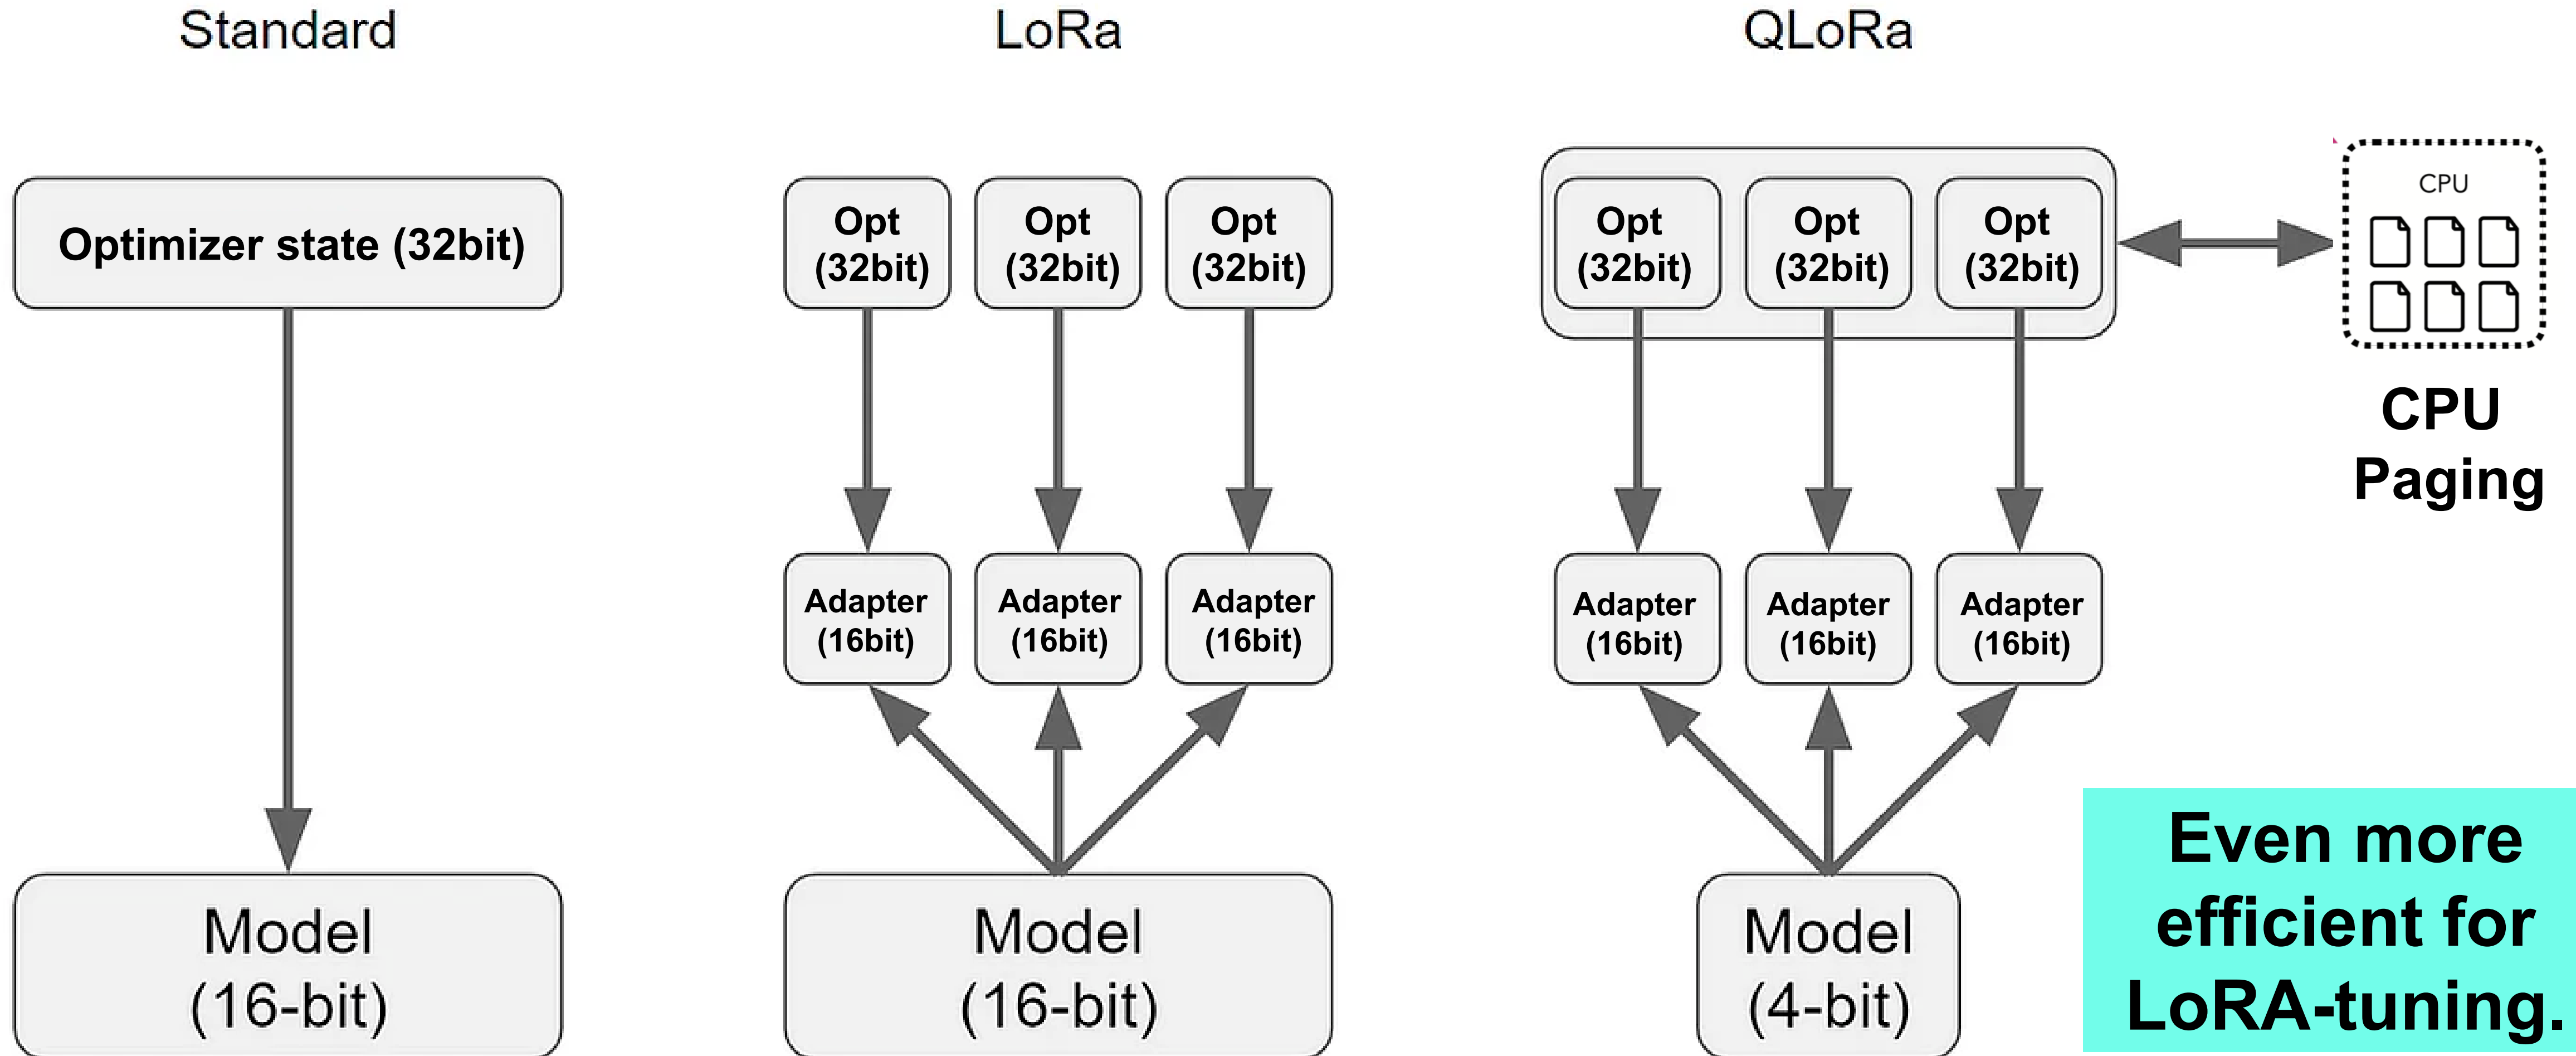 Standard
Optimizer state (32bit)
Model
(16-bit)
LoRa
Opt
(32bit)
Opt
(32bit)
Opt
(32bit)
Adapter
(16bit)
Adapter
(16bit)
Adapter
(16bit)
Model
(16-bit)
QLoRa
Opt
(32bit)
Opt
(32bit)
Opt
(32bit)
CPU
CPU
Paging
Adapter
(16bit)
Adapter
(16bit)
Adapter
(16bit)
Model
(4-bit)
Even more
efficient for
LoRA-tuning.